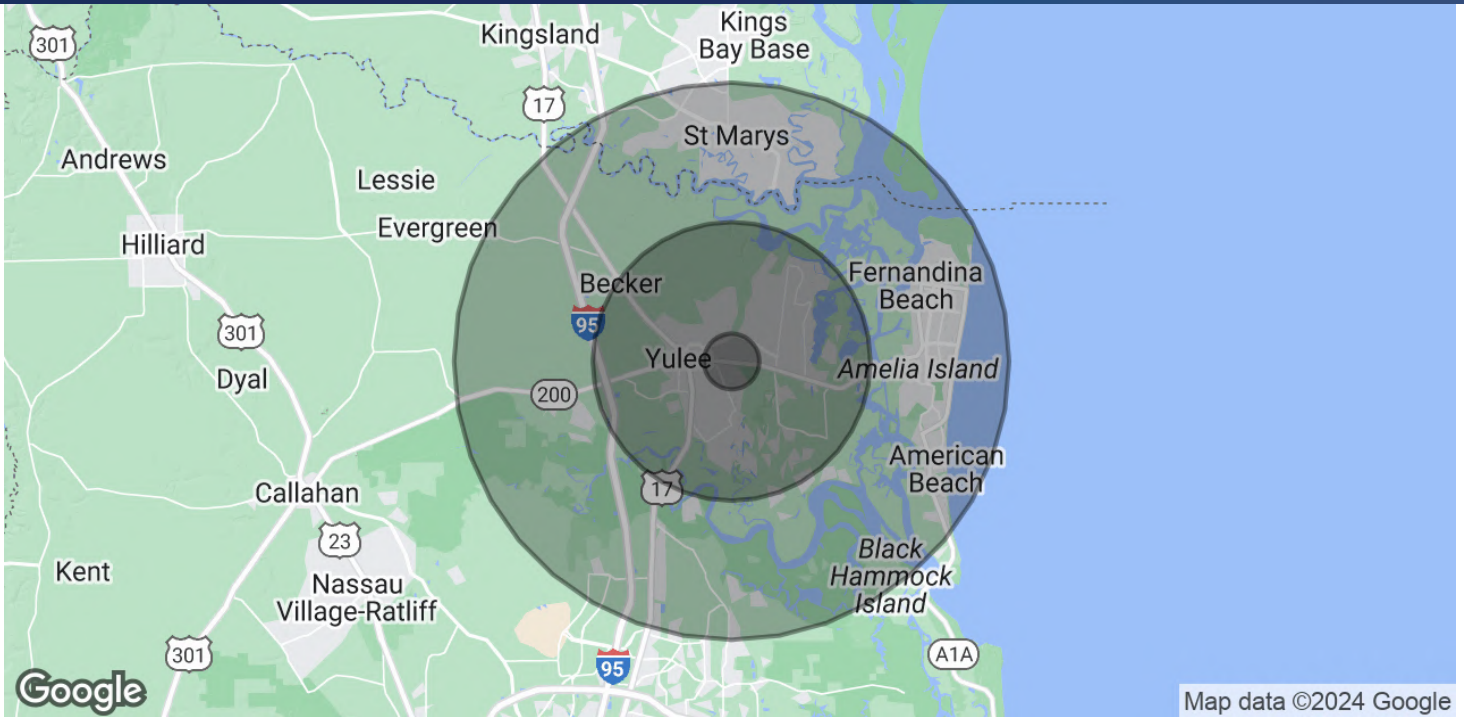 301
Kingsland
Kings
Bay Base
17
St Marys
Andrews
Lessie
Evergreen
Hilliard
Becker
Fernandina
Beach
95
301
Yulee
Amelia Island
Dyal
200
American
Beach
17
Callahan
23
Black
Hammock
Island
Kent
Nassau
Village-Ratliff
301
95
A1A
Google
Map data ©2024 Google